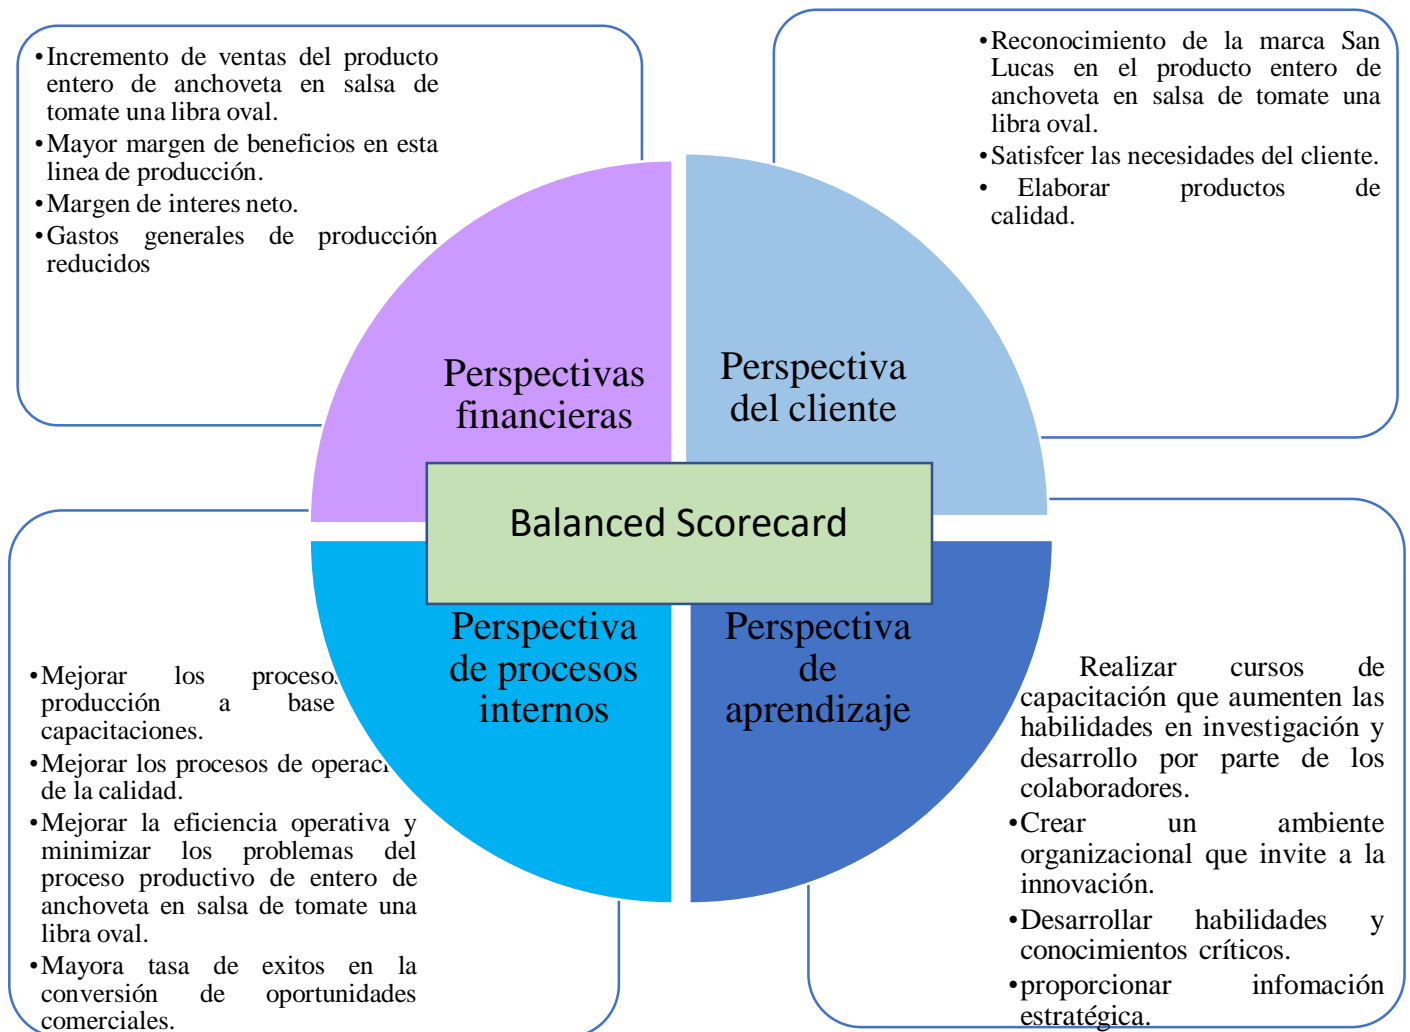 •Incremento de ventas del producto
entero de anchoveta en salsa de
tomate una libra oval.
•Mayor margen de beneficios en esta
linea de producción.
•Margen de interes neto.
•Gastos generales de producción
reducidos
•Reconocimiento de la marca San
Lucas en el producto entero de
anchoveta en salsa de tomate una
libra oval.
•Satisfcer las necesidades del cliente.
• Elaborar productos de
calidad.
Perspectivas
financieras
Perspectiva
del cliente
Balanced Scorecard
Perspectiva
de procesos
internos
Perspectiva
de
aprendizaje
•Mejorar los procesos
producción a base
capacitaciones.
•Mejorar los procesos de operaci
de la calidad.
•Mejorar la eficiencia operativa y
minimizar los problemas del
proceso productivo de entero de
anchoveta en salsa de tomate una
libra oval.
•Mayora tasa de exitos en la
conversión de oportunidades
comerciales.
Realizar cursos de
capacitación que aumenten las
habilidades en investigación y
desarrollo por parte de los
colaboradores.
•Crear un ambiente
organizacional que invite a la
innovación.
•Desarrollar habilidades y
conocimientos críticos.
•proporcionar infomación
estratégica.